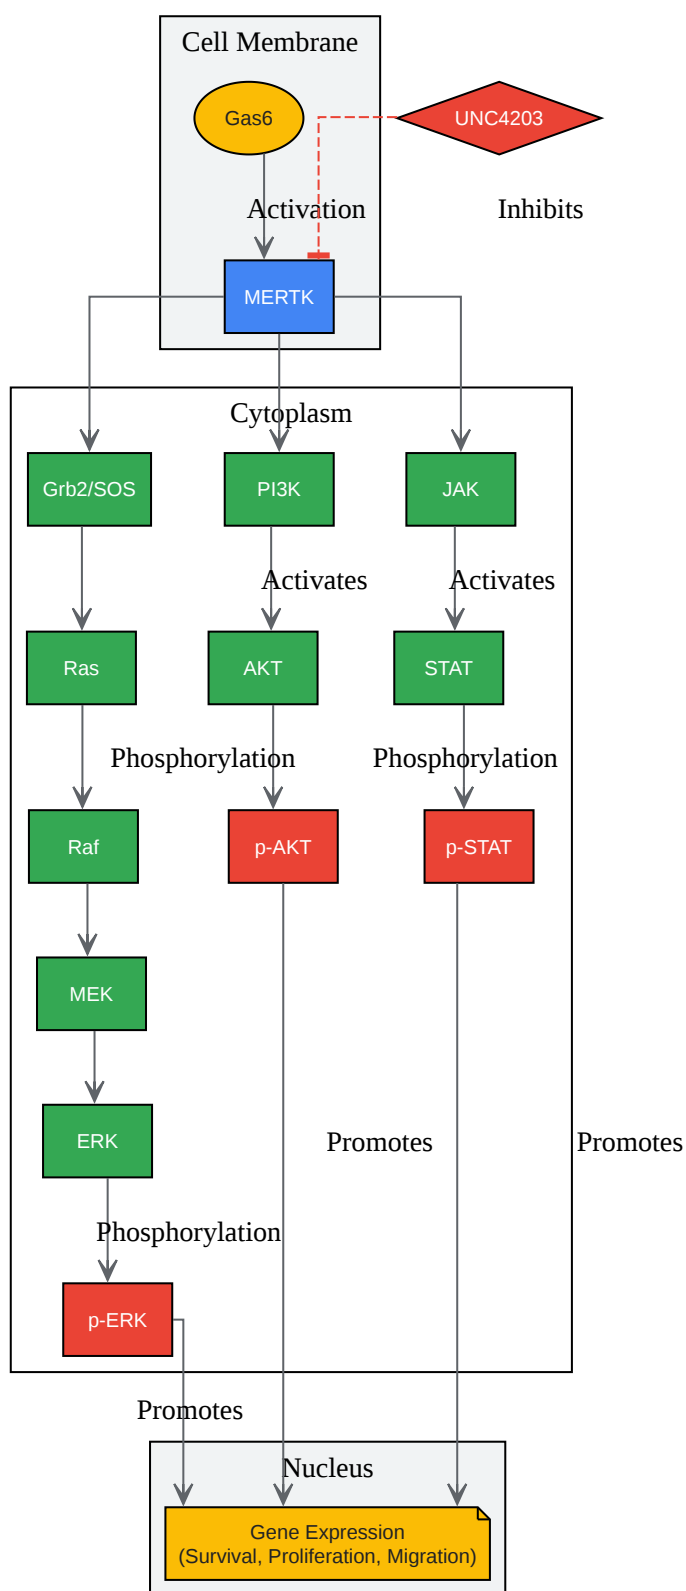 Cell Membrane
Gas6
UNC4203
Activation
Inhibits
MERTK
Cytoplasm
Grb2/SOS
PI3K
JAK
Activates
Activates
Ras
AKT
STAT
Phosphorylation
Phosphorylation
Raf
p-AKT
p-STAT
MEK
ERK
Promotes
Promotes
Phosphorylation
p-ERK
Promotes
Nucleus
Gene Expression
(Survival, Proliferation, Migration)